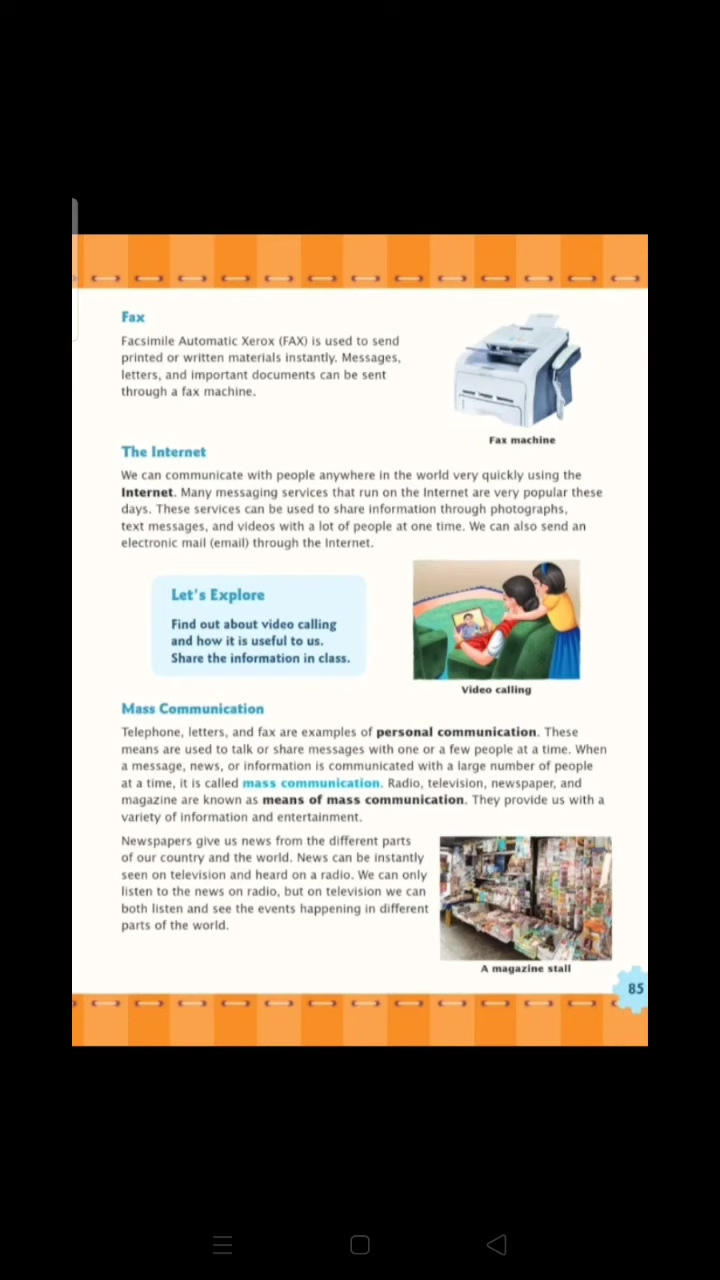 Fax
Facsimile Automatic Xerox (FAX) is used to send
printed or written materials instantly. Messages,
letters, and important documents can be sent
through a fax machine.
Fax machine
The Internet
We can communicate with people anywhere in the world very quickly using the
Internet. Many messaging services that run on the Internet are very popular these
days. These services can be used to share information through photographs,
text messages, and videos with a lot of people at one time. We can also send an
electronic mail (email) through the Internet.
Let's Explore
Find out about video calling
and how it is useful to us.
Share the information in class.
Video calling
Mass Communication
Telephone, letters, and fax are examples of personal communication. These
means are used to talk or share messages with one or a few people at a time. When
a message, news, or information is communicated with a large number of people
at a time, it is called mass communication. Radio, television, newspaper, and
magazine are known as means of mass communication. They provide us with a
variety of information and entertainment.
Newspapers give us news from the different parts
of our country and the world. News can be instantly
seen on television and heard on a radio. We can only
listen to the news on radio, but on television we can
both listen and see the events happening in different
parts of the world.
A magazine stall
85